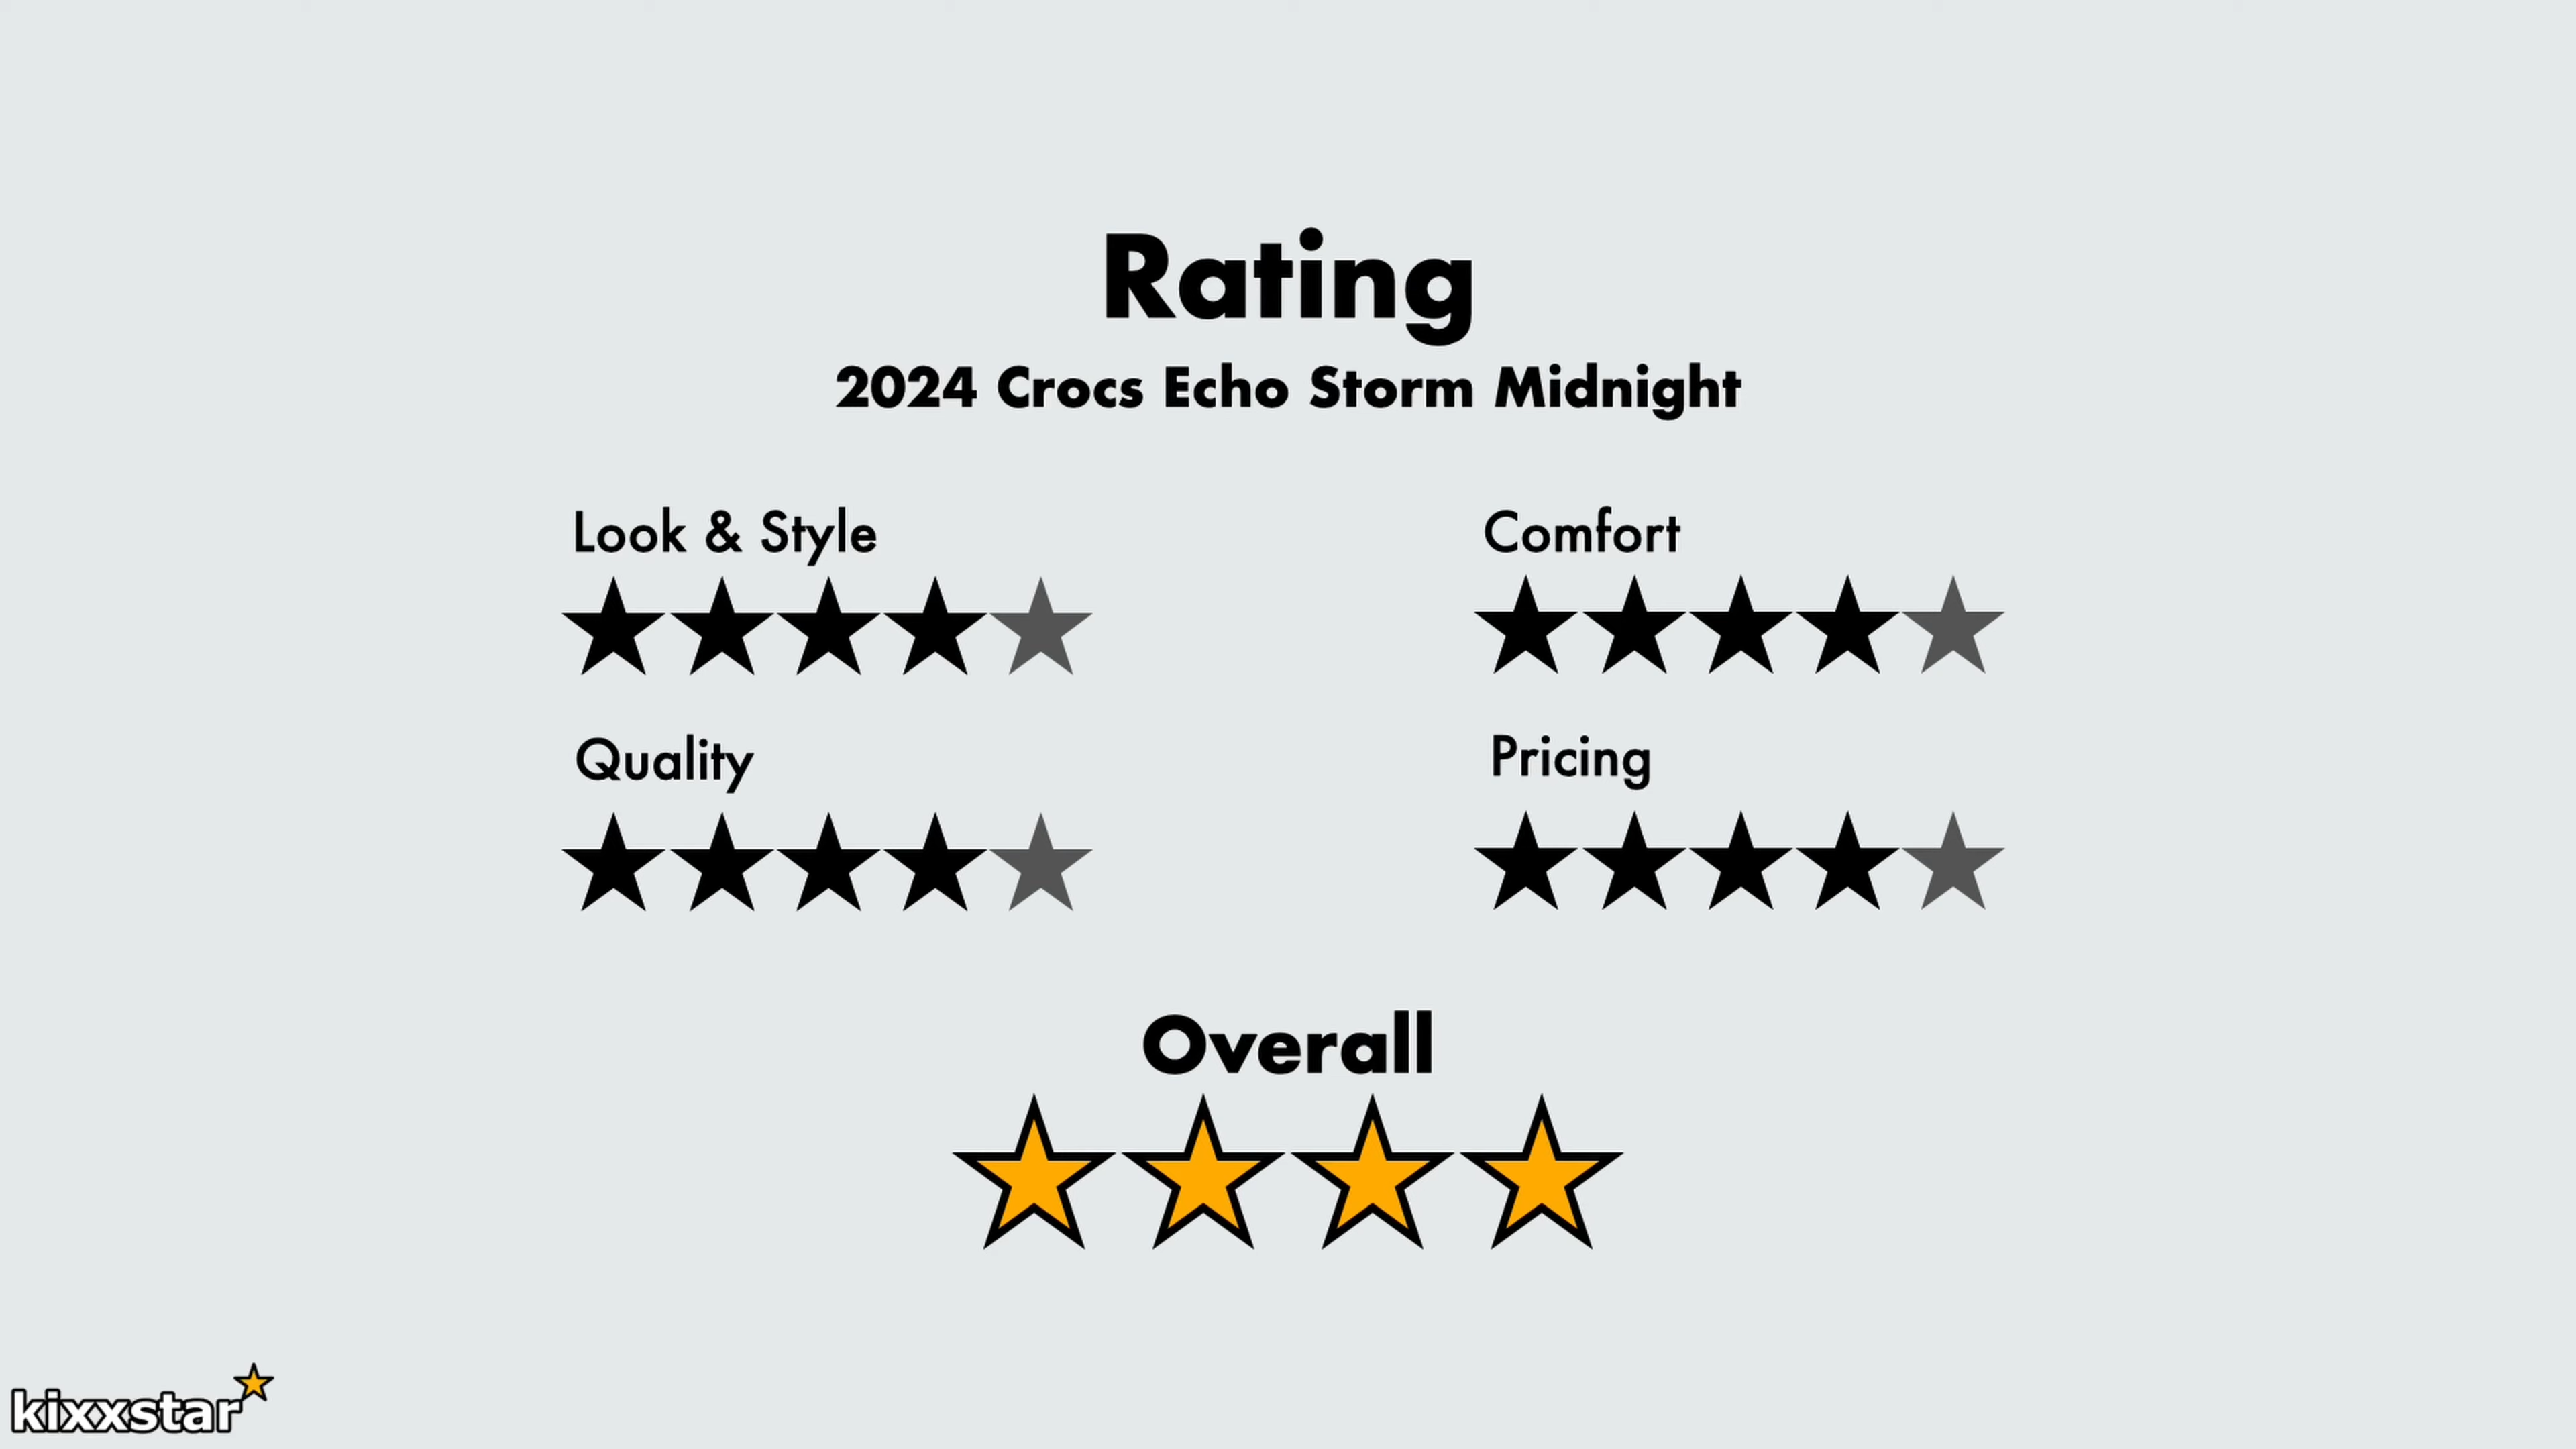 Rating
2024 Crocs Echo Storm Midnight
Look & Style
Comfort
Quality
Pricing
Overall
kixxstar